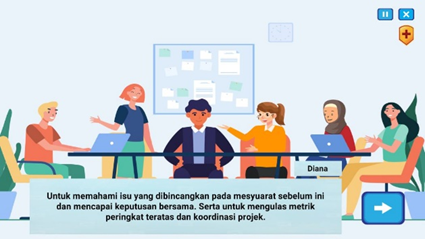 Diana
Untuk memahami isu yang dibincangkan pada mesyuarat sebelum ini
dan mencapai keputusan bersama. Serta untuk mengulas metrik
peringkat teratas dan koordinasi projek.